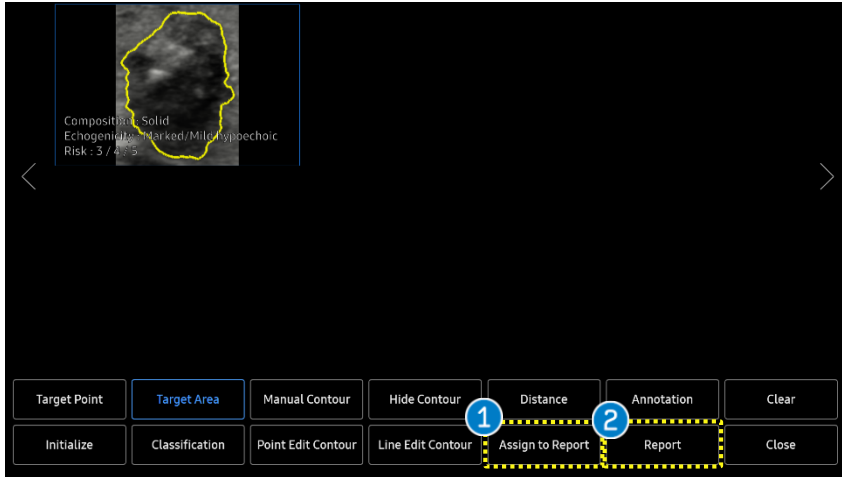 Composition : Solid
Echogenicity : Marked/Mild hypoechoic
Risk : 3 / 4 / 5
Target Point
Target Area
Manual Contour
Hide Contour
Distance
Annotation
Clear
1
2
Initialize
Classification
Point Edit Contour
Line Edit Contour
Assign to Report
Report
Close